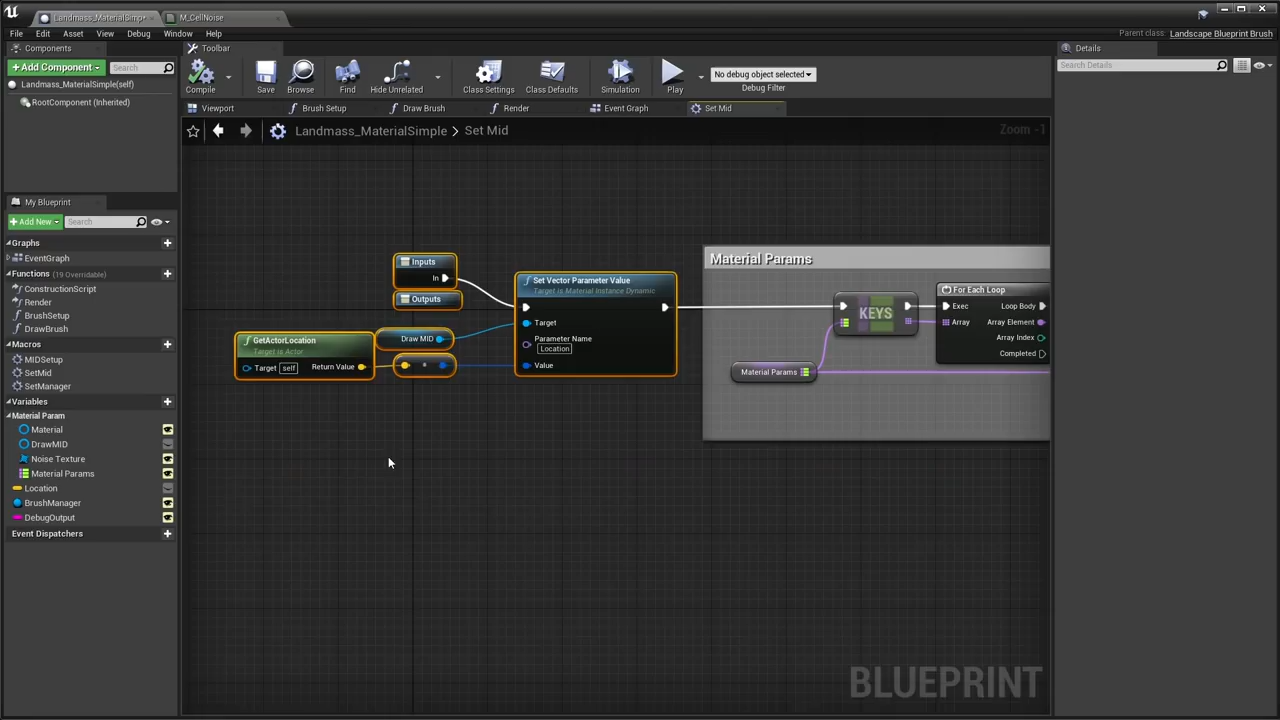 Landmass_MaterialSimp*
M_CellNoise
File Edit Asset View Debug Window Help
Parent class: Landscape Blueprint Brush
Components
+ Add Component
Search
Landmass_MaterialSimple(self)
RootComponent (Inherited)
My Blueprint
+ Add New
Search
Graphs
EventGraph
Functions (19 Overridable)
ConstructionScript
Render
BrushSetup
DrawBrush
Macros
MIDSetup
SetMid
SetManager
Variables
Material Param
Material
DrawMID
Noise Texture
Material Params
Location
BrushManager
DebugOutput
Event Dispatchers
Toolbar
Compile
Save
Browse
Find
Hide Unrelated
Class Settings
Class Defaults
Simulation
Play
No debug object selected
Debug Filter
Viewport
Brush Setup
Draw Brush
Render
Event Graph
Set Mid
Landmass_MaterialSimple > Set Mid
Zoom -1
Inputs
In
Outputs
GetActorLocation
Target is Actor
Target self Return Value
Draw MID
Set Vector Parameter Value
Target is Material Instance Dynamic
Target
Parameter Name
Location
Value
Material Params
KEYS
Material Params
For Each Loop
Exec Loop Body
Array Array Element
Array Index
Completed
BLUEPRINT
Details
Search Details